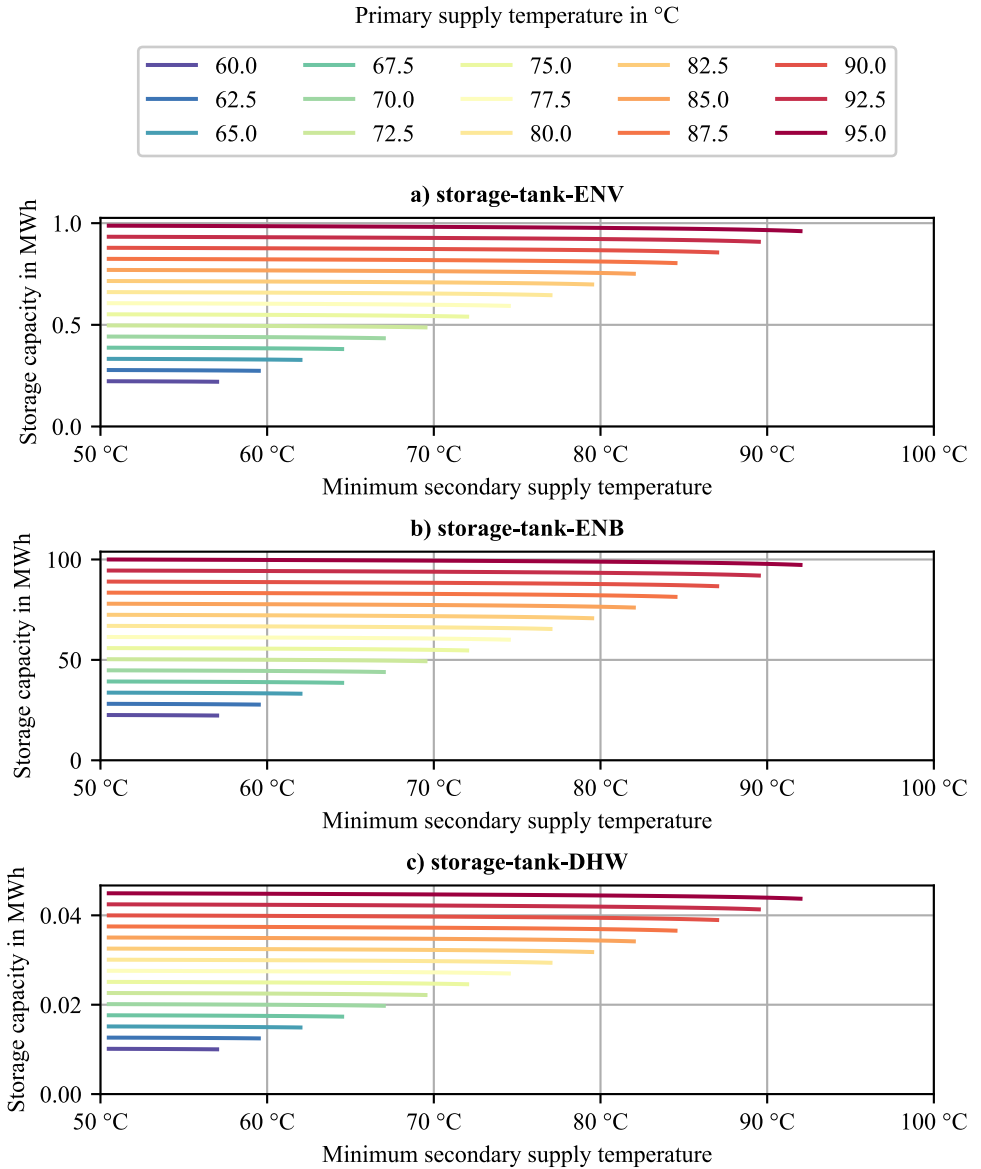 Primary supply temperature in °C
60.0 67.5 75.0 82.5 90.0
62.5 70.0 77.5 85.0 92.5
65.0 72.5 80.0 87.5 95.0
a) storage-tank-ENV
Storage capacity in MWh
1.0
0.5
0.0
50 °C 60 °C 70 °C 80 °C 90 °C 100 °C
Minimum secondary supply temperature
b) storage-tank-ENB
Storage capacity in MWh
100
50
0
50 °C 60 °C 70 °C 80 °C 90 °C 100 °C
Minimum secondary supply temperature
c) storage-tank-DHW
Storage capacity in MWh
0.04
0.02
0.00
50 °C 60 °C 70 °C 80 °C 90 °C 100 °C
Minimum secondary supply temperature